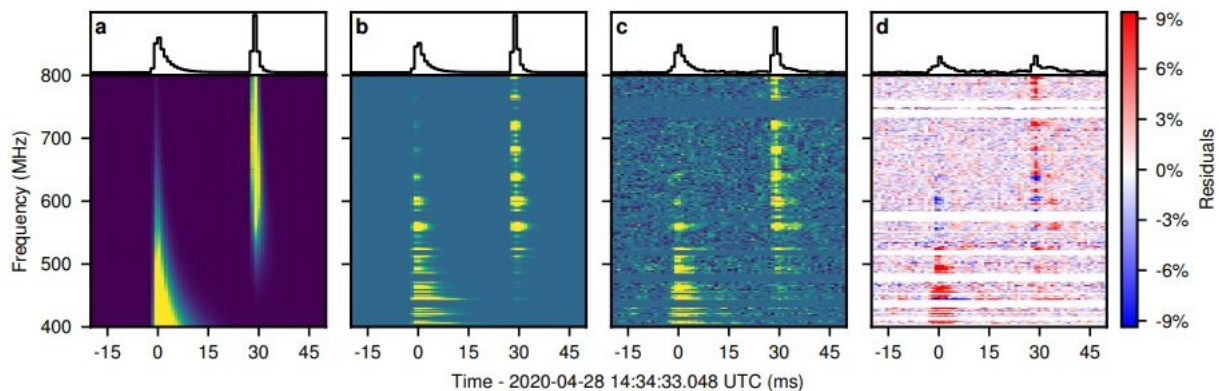 a b c d
9%
800
6%
700
3%
Frequency (MHz)
600
0%
Residuals
-3%
500
-6%
400
-9%
-15 0 15 30 45 -15 0 15 30 45 -15 0 15 30 45 -15 0 15 30 45
Time - 2020-04-28 14:34:33.048 UTC (ms)